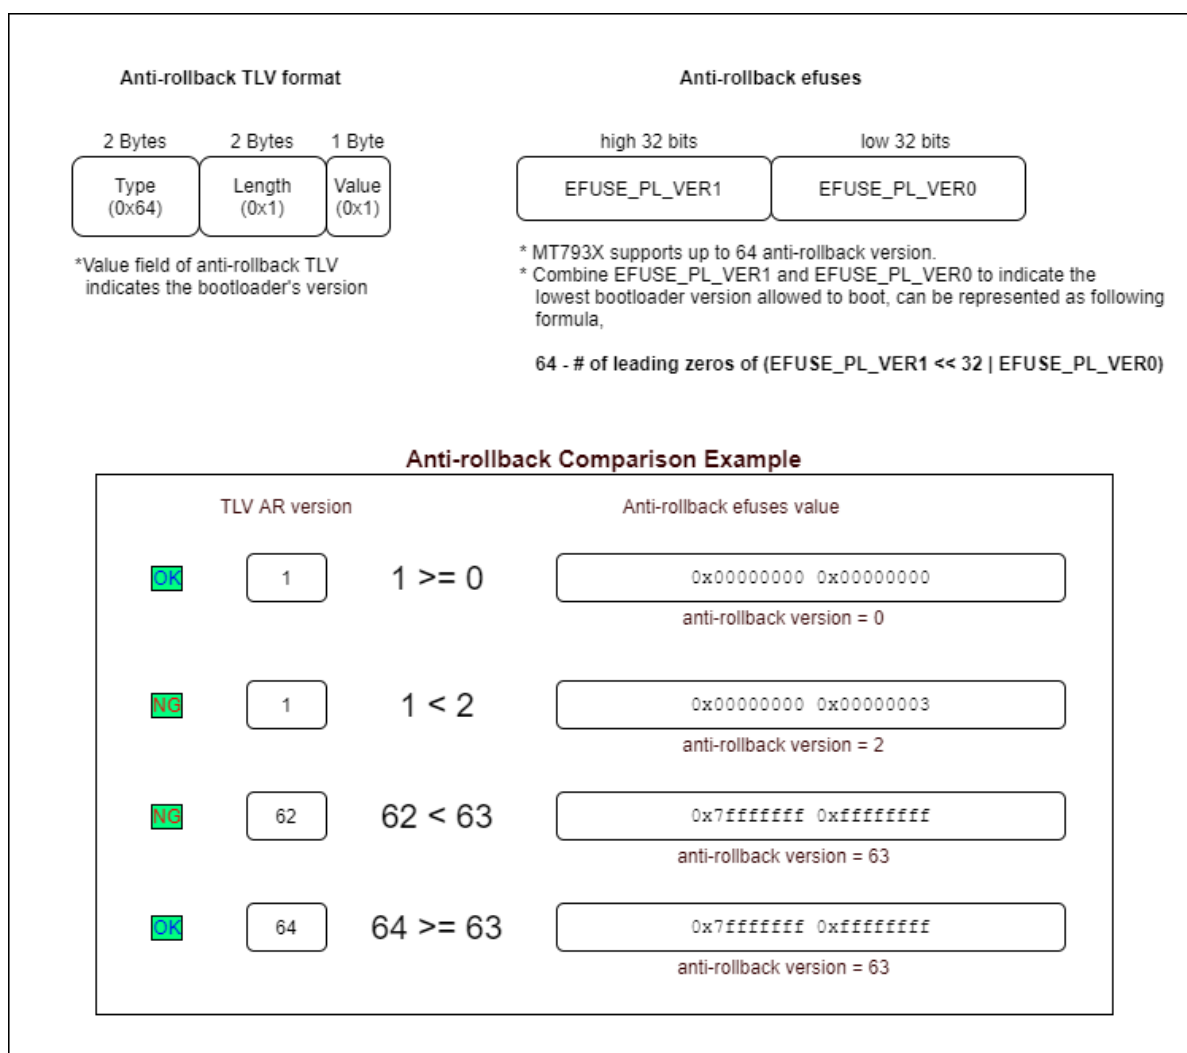 Anti-rollback TLV format
2 Bytes
2 Bytes
1 Byte
Type
(0x64)
Length
(0x1)
Value
(0x1)
*Value field of anti-rollback TLV
indicates the bootloader's version
Anti-rollback efuses
high 32 bits
low 32 bits
EFUSE_PL_VER1
EFUSE_PL_VER0
* MT793X supports up to 64 anti-rollback version.
* Combine EFUSE_PL_VER1 and EFUSE_PL_VER0 to indicate the
lowest bootloader version allowed to boot, can be represented as following
formula,
64 - # of leading zeros of (EFUSE_PL_VER1 << 32 | EFUSE_PL_VER0)
Anti-rollback Comparison Example
TLV AR version
Anti-rollback efuses value
OK
1
1 >= 0
0x00000000 0x00000000
anti-rollback version = 0
NG
1
1 < 2
0x00000000 0x00000003
anti-rollback version = 2
NG
62
62 < 63
0x7fffffff 0xffffffff
anti-rollback version = 63
OK
64
64 >= 63
0x7fffffff 0xffffffff
anti-rollback version = 63